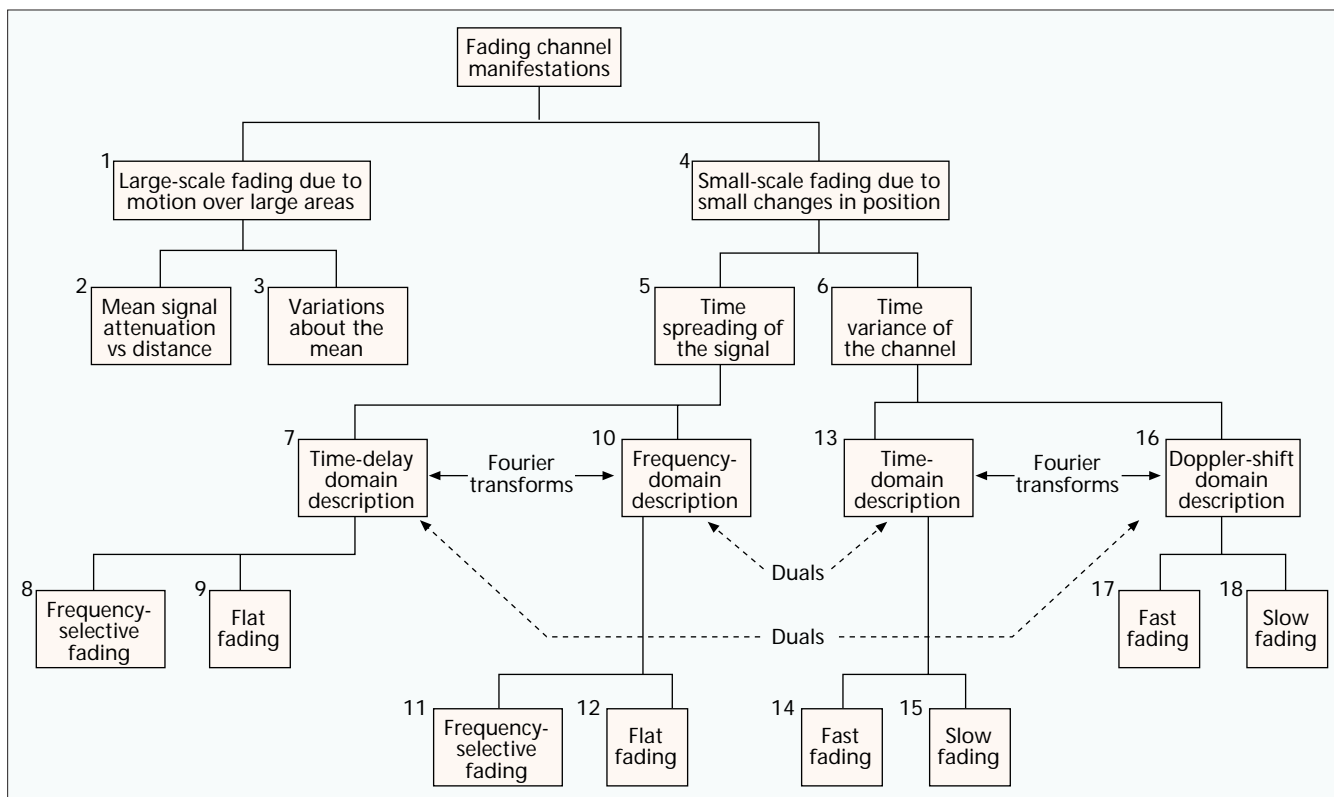 Fading channel
manifestations
1
Large-scale fading due to
motion over large areas
4
Small-scale fading due to
small changes in position
2
Mean signal
attenuation
vs distance
3
Variations
about the
mean
5
Time
spreading of
the signal
6
Time
variance of
the channel
7
Time-delay
domain
description
Fourier
transforms
10
Frequency-
domain
description
13
Time-
domain
description
Fourier
transforms
16
Doppler-shift
domain
description
Duals
Duals
8
Frequency-
selective
fading
9
Flat
fading
17
Fast
fading
18
Slow
fading
11
Frequency-
selective
fading
12
Flat
fading
14
Fast
fading
15
Slow
fading